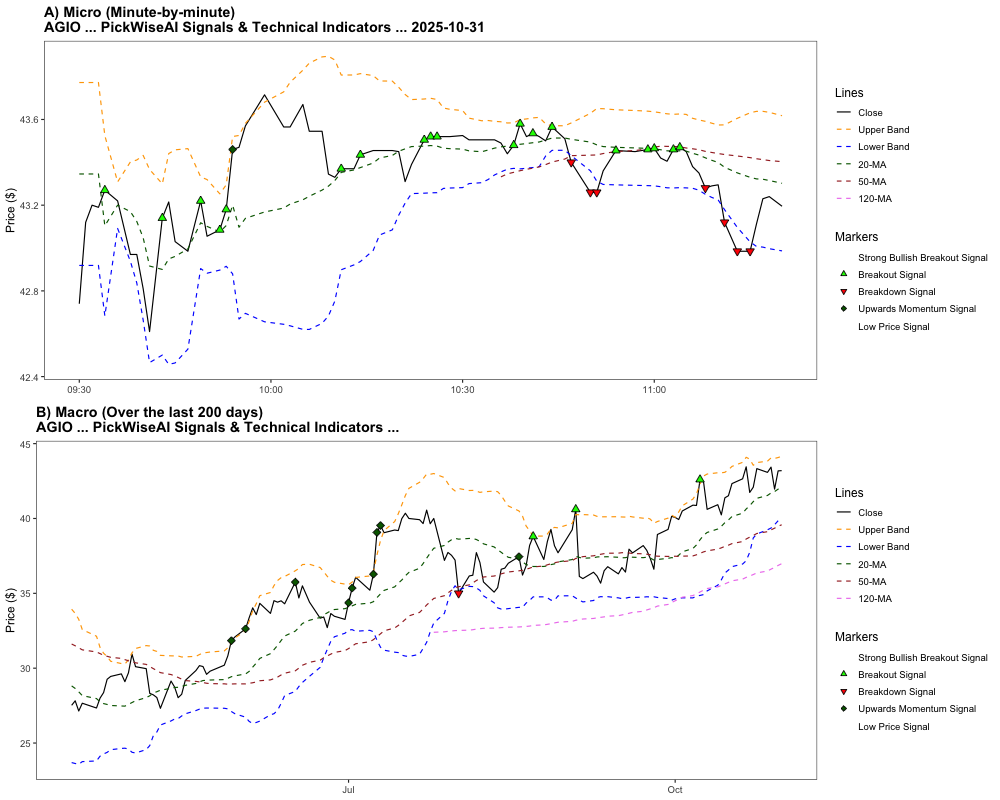 A) Micro (Minute-by-minute)
AGIO ... PickWiseAI Signals & Technical Indicators ... 2025-10-31
Price ($)
43.6
43.2
42.8
42.4
09:30
10:00
10:30
11:00
Lines
Close
Upper Band
Lower Band
20-MA
50-MA
120-MA
Markers
Strong Bullish Breakout Signal
Breakout Signal
Breakdown Signal
Upwards Momentum Signal
Low Price Signal
B) Macro (Over the last 200 days)
AGIO ... PickWiseAI Signals & Technical Indicators ...
Price ($)
45
40
35
30
25
Jul
Oct
Lines
Close
Upper Band
Lower Band
20-MA
50-MA
120-MA
Markers
Strong Bullish Breakout Signal
Breakout Signal
Breakdown Signal
Upwards Momentum Signal
Low Price Signal